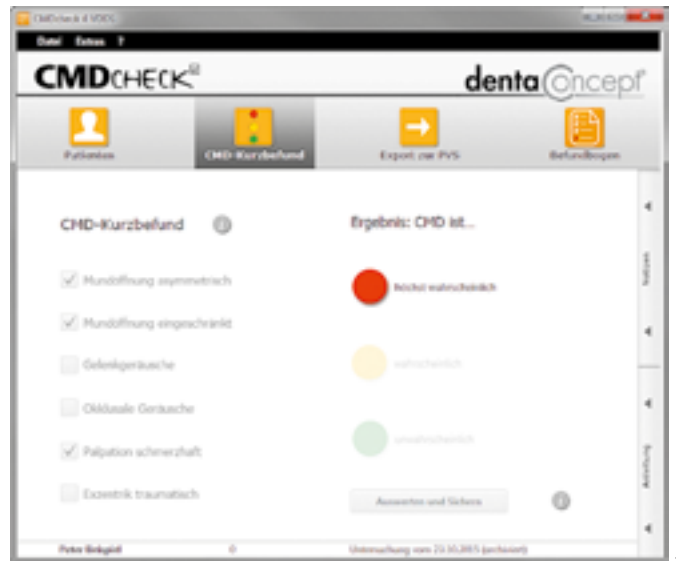 CMDcheck 4 VDDS
Datei Extras ?
CMDCHECK
dentaConcept
Patienten CMD-Kurzbefund Export zur PVS Befundbogen
CMD-Kurzbefund
Ergebnis: CMD ist...
Mundöffnung asymmetrisch
höchst wahrscheinlich
Mundöffnung eingeschränkt
Gelenkgeräusche
wahrscheinlich
Okklusale Geräusche
unwahrscheinlich
Palpation schmerzhaft
Exzentrik traumatisch
Auswerten und Sichern
Notizen
Anleitung
Peter Beispiel 0 Untersuchung vom 23.10.2015 (archiviert)